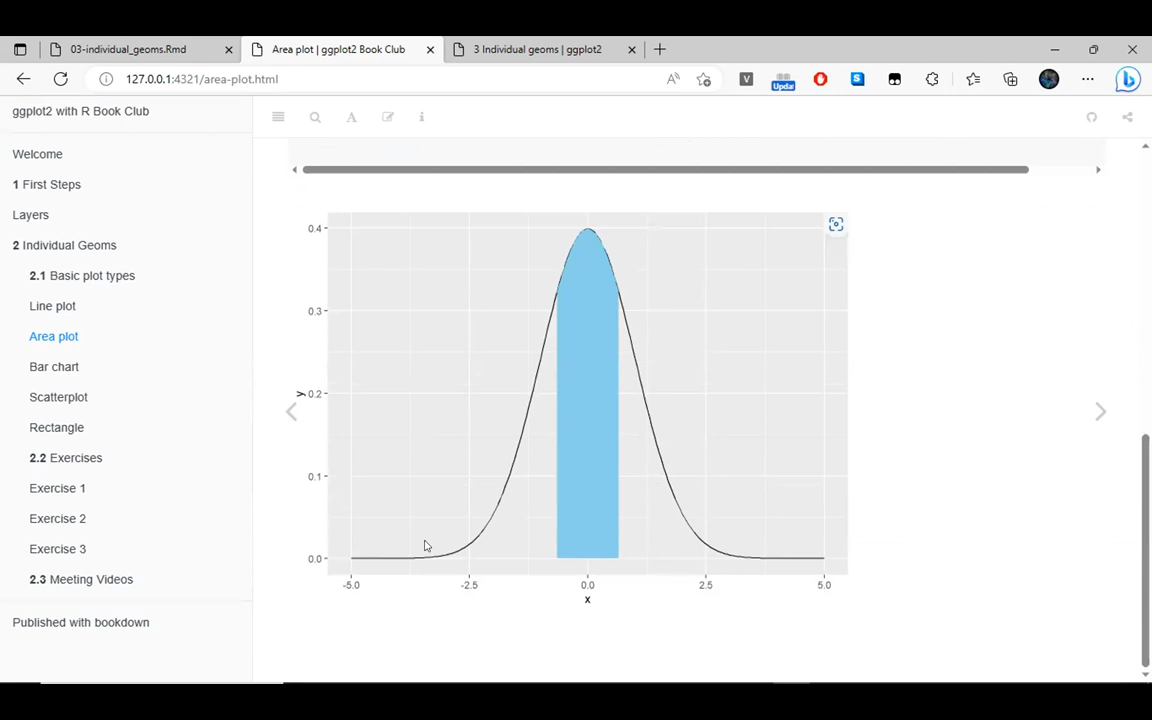 03-individual_geoms.Rmd
Area plot | ggplot2 Book Club
3 Individual geoms | ggplot2
127.0.0.1:4321/area-plot.html
V
Updat
S
b
ggplot2 with R Book Club
A
i
Welcome
1 First Steps
Layers
2 Individual Geoms
2.1 Basic plot types
Line plot
Area plot
Bar chart
Scatterplot
Rectangle
2.2 Exercises
Exercise 1
Exercise 2
Exercise 3
2.3 Meeting Videos
Published with bookdown
0.4
0.3
y
0.2
0.1
0.0
-5.0 -2.5 0.0 2.5 5.0
x